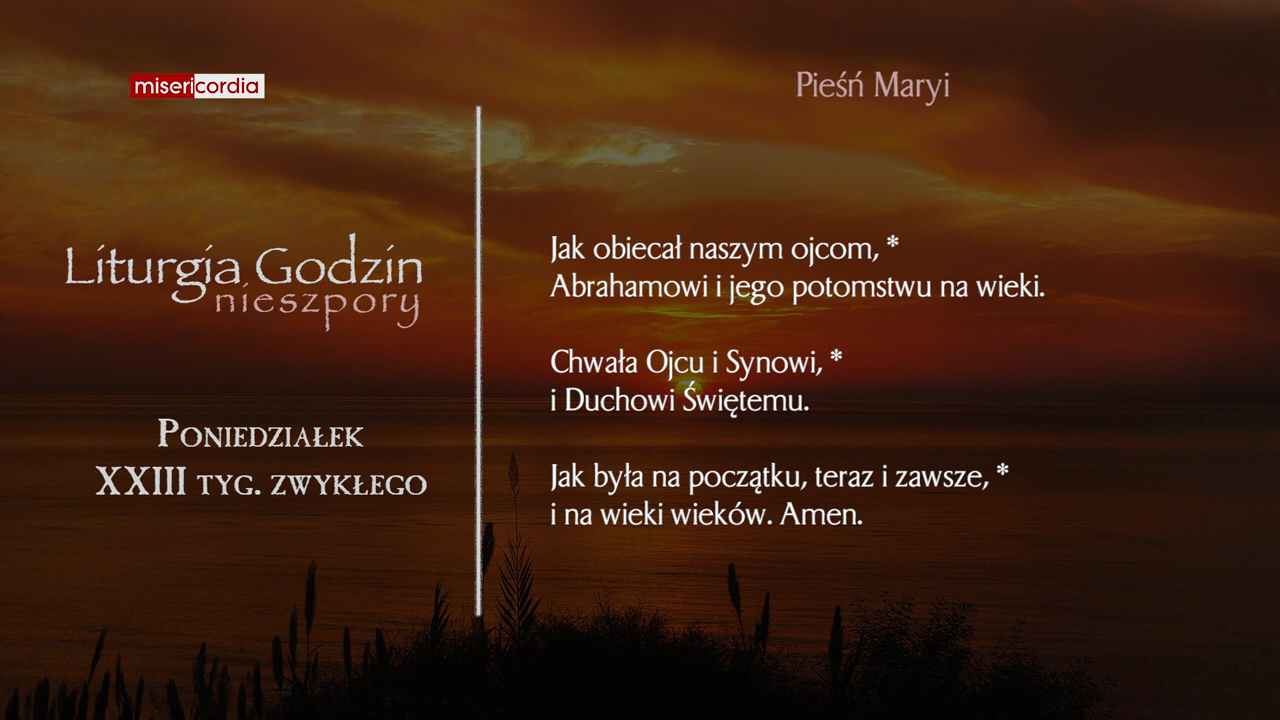 misericordia
Liturgia Godzin
nieszpory
Poniedziałek
XXIII tyg. zwykłego
Pieśń Maryi
Jak obiecał naszym ojcom, *
Abrahamowi i jego potomstwu na wieki.
Chwała Ojcu i Synowi, *
i Duchowi Świętemu.
Jak była na początku, teraz i zawsze, *
i na wieki wieków. Amen.